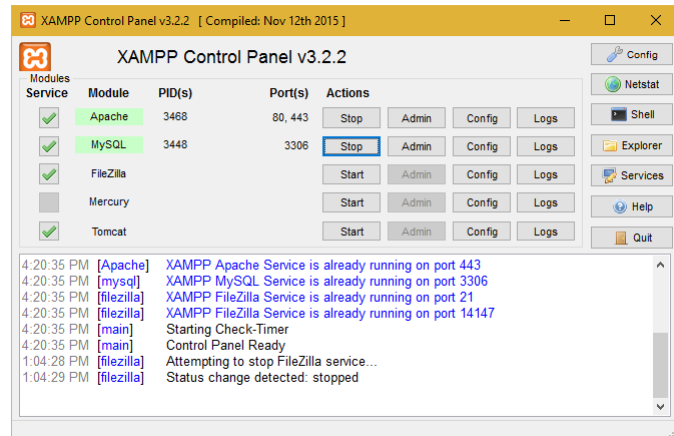 XAMPP Control Panel v3.2.2 [ Compiled: Nov 12th 2015 ]
XAMPP Control Panel v3.2.2
Config
Modules
Netstat
Service Module PID(s) Port(s) Actions
Apache 3468 80, 443 Stop Admin Config Logs
Shell
MySQL 3448 3306 Stop Admin Config Logs
Explorer
FileZilla Start Admin Config Logs
Services
Mercury Start Admin Config Logs
Help
Tomcat Start Admin Config Logs
Quit
4:20:35 PM [Apache] XAMPP Apache Service is already running on port 443
4:20:35 PM [mysql] XAMPP MySQL Service is already running on port 3306
4:20:35 PM [filezilla] XAMPP FileZilla Service is already running on port 21
4:20:35 PM [filezilla] XAMPP FileZilla Service is already running on port 14147
4:20:35 PM [main] Starting Check-Timer
4:20:35 PM [main] Control Panel Ready
1:04:28 PM [filezilla] Attempting to stop FileZilla service...
1:04:29 PM [filezilla] Status change detected: stopped